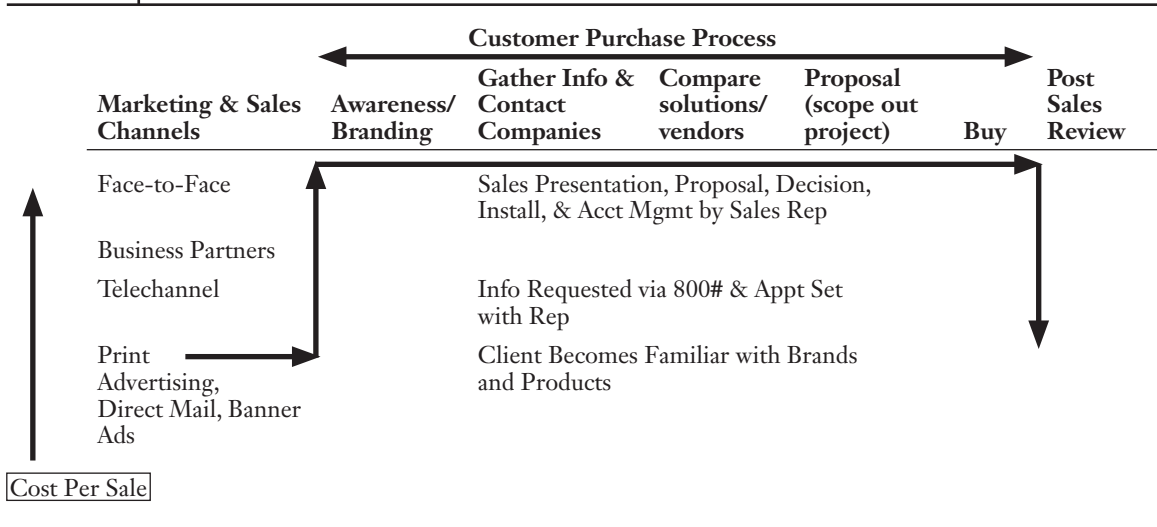 Customer Purchase Process
Marketing & Sales
Channels
Awareness/
Branding
Gather Info &
Contact
Companies
Compare
solutions/
vendors
Proposal
(scope out
project)
Buy
Post
Sales
Review
Face-to-Face
Sales Presentation, Proposal, Decision,
Install, & Acct Mgmt by Sales Rep
Business Partners
Telechannel
Info Requested via 800# & Appt Set
with Rep
Print
Advertising,
Direct Mail, Banner
Ads
Client Becomes Familiar with Brands
and Products
Cost Per Sale